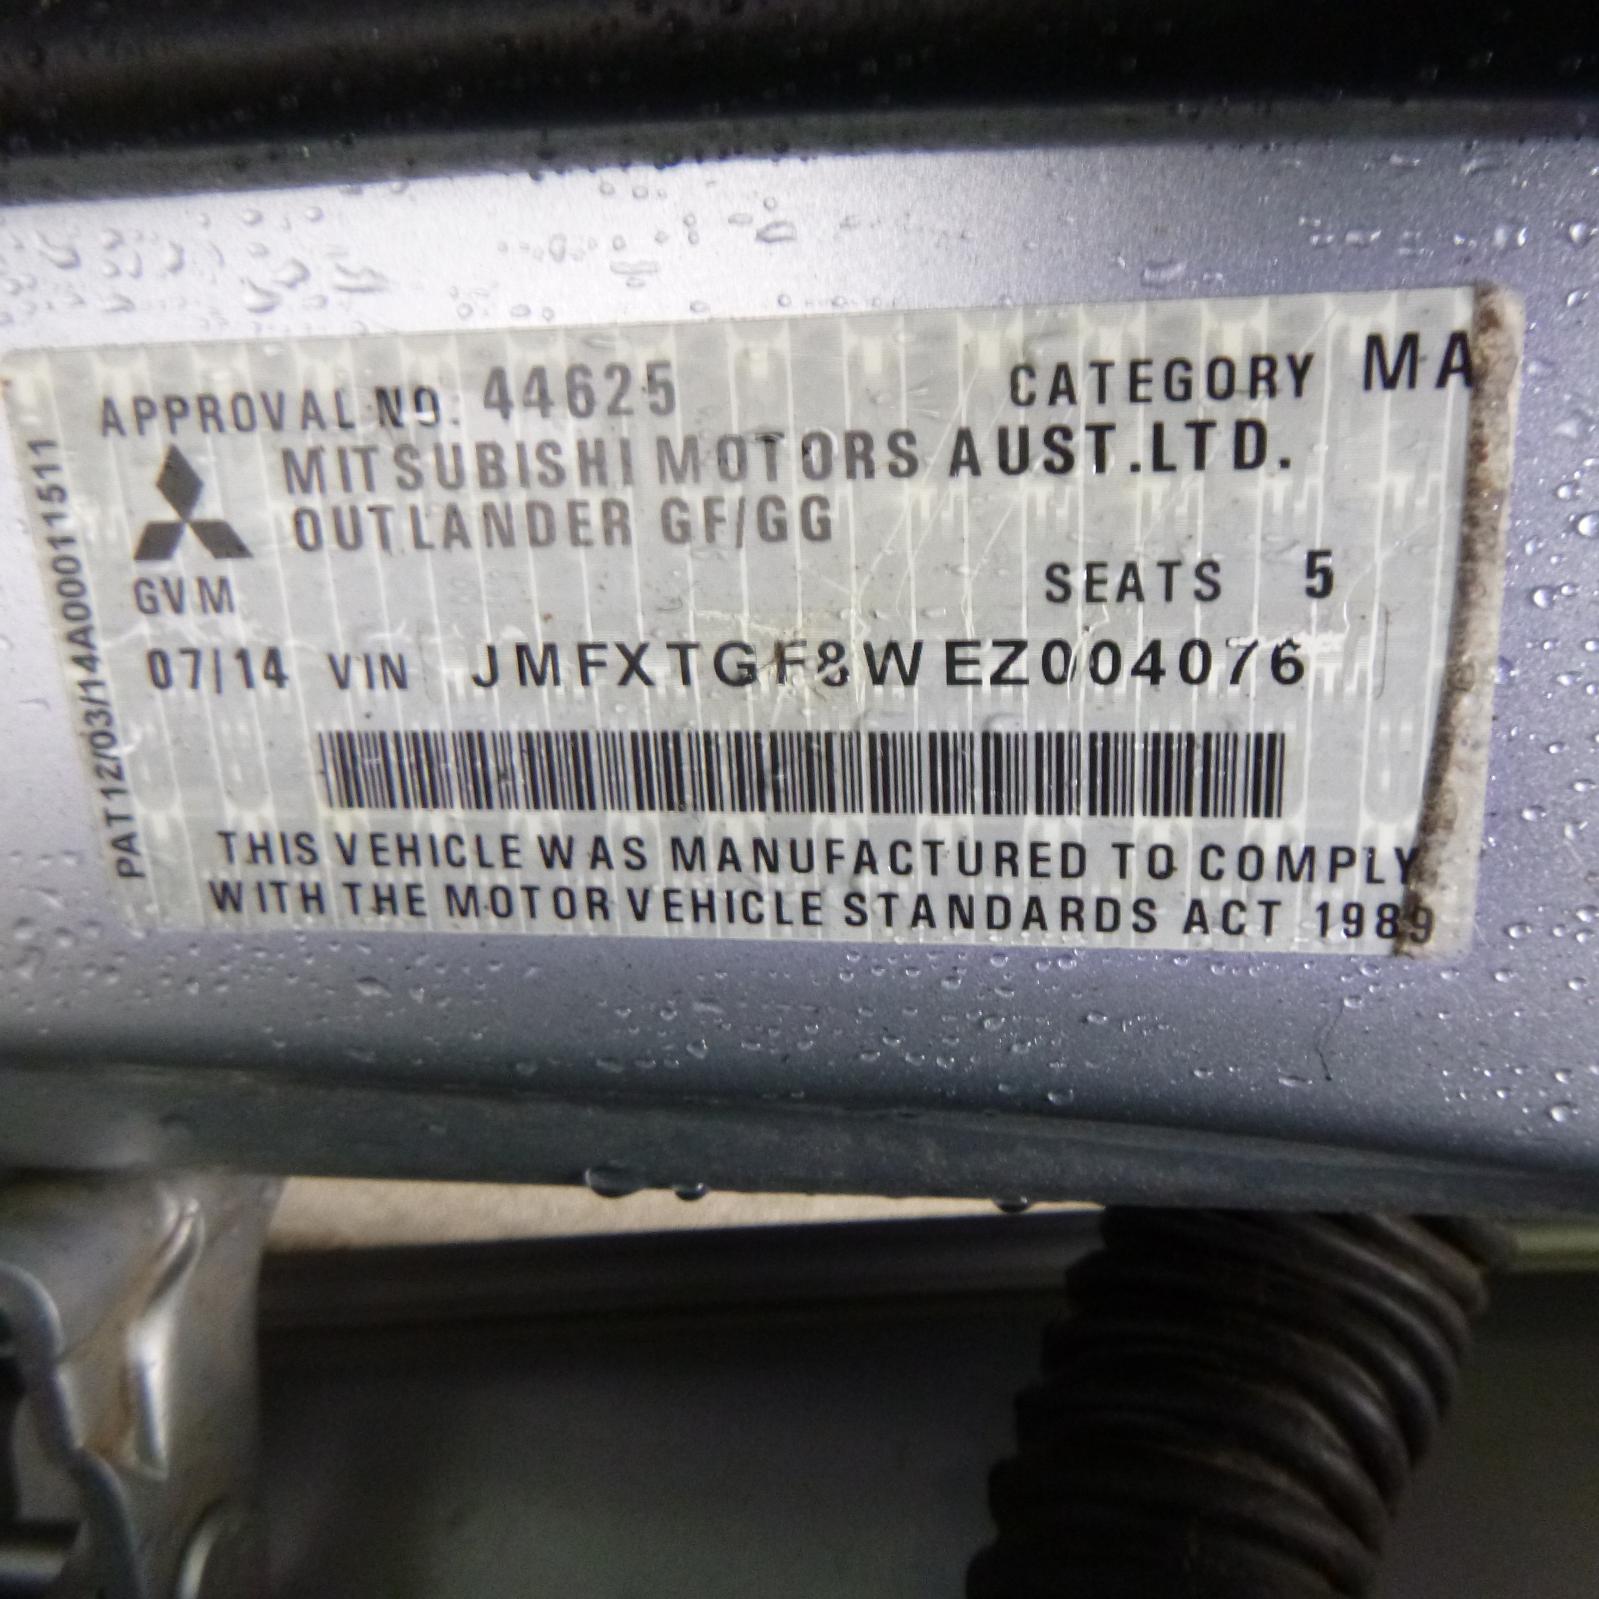 APPROVAL NO. 44625 CATEGORY MA
MITSUBISHI MOTORS AUST.LTD.
OUTLANDER GF/GG
GVM SEATS 5
07/14 VIN JMFXTGF8WEZ004076
THIS VEHICLE WAS MANUFACTURED TO COMPLY
WITH THE MOTOR VEHICLE STANDARDS ACT 1989
PAT12/03/14A000011511